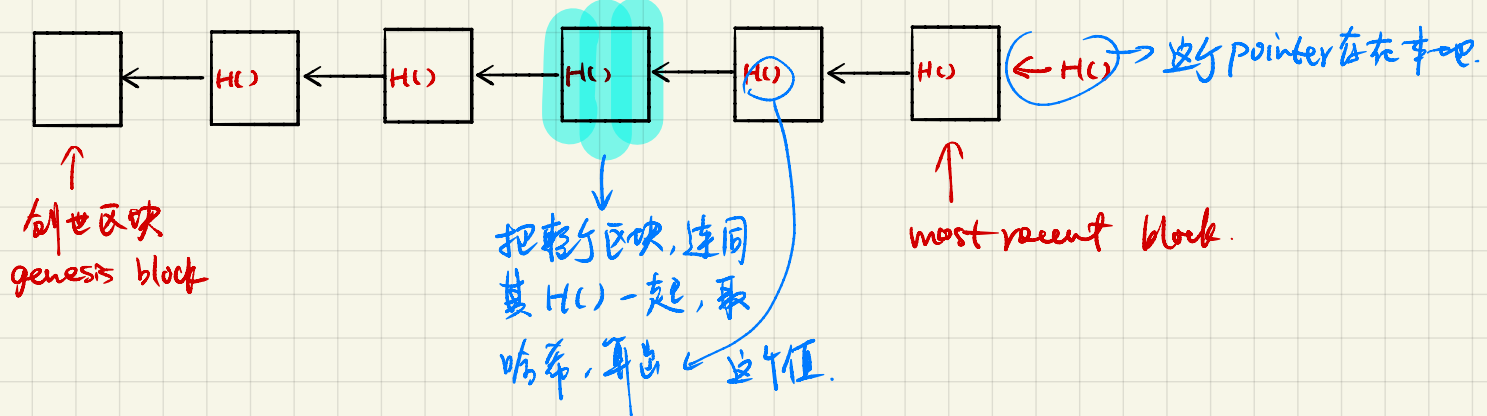 H() H() H() H() H() H() → 这个pointer存在本地.
创世区块
genesis block
most recent block.
把整个区块,连同
其 H() 一起,取
哈希,算出 这个值.